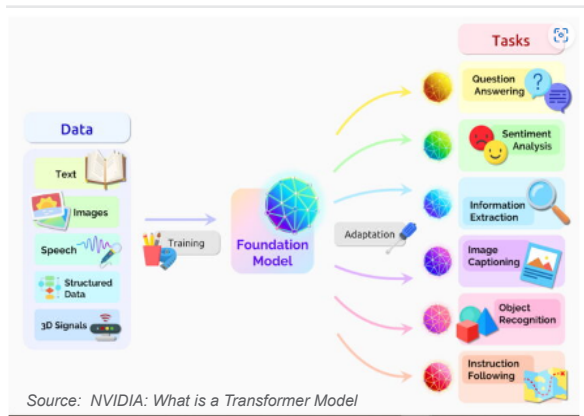 Tasks
Question
Answering
Data
Sentiment
Analysis
Text
Images
Information
Extraction
Training
Foundation
Model
Adaptation
Speech
Image
Captioning
Structured
Data
Object
Recognition
3D Signals
Instruction
Following
Source: NVIDIA: What is a Transformer Model